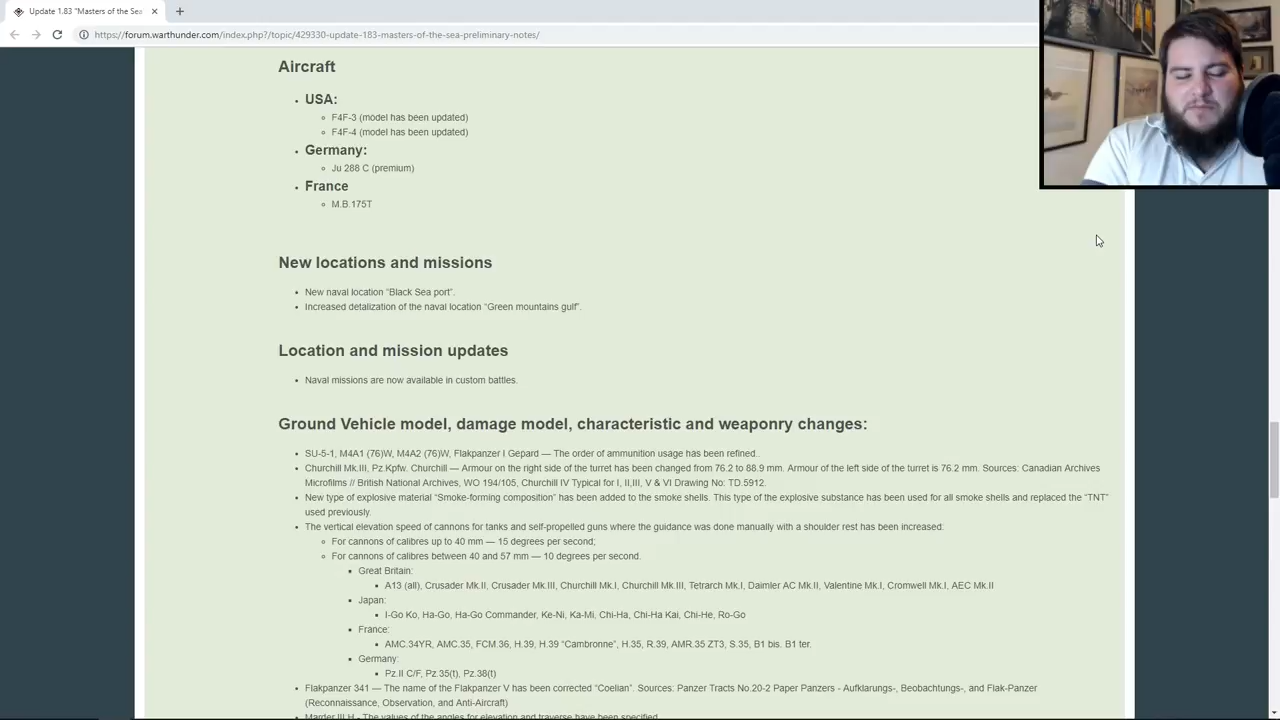 Update 1.83 "Masters of the Sea
https://forum.warthunder.com/index.php?/topic/429330-update-183-masters-of-the-sea-preliminary-notes/
Aircraft
USA:
F4F-3 (model has been updated)
F4F-4 (model has been updated)
Germany:
Ju 288 C (premium)
France
M.B.175T
New locations and missions
New naval location “Black Sea port”.
Increased detalization of the naval location “Green mountains gulf”.
Location and mission updates
Naval missions are now available in custom battles.
Ground Vehicle model, damage model, characteristic and weaponry changes:
SU-5-1, M4A1 (76)W, M4A2 (76)W, Flakpanzer I Gepard — The order of ammunition usage has been refined..
Churchill Mk.III, Pz.Kpfw. Churchill — Armour on the right side of the turret has been changed from 76.2 to 88.9 mm. Armour of the left side of the turret is 76.2 mm. Sources: Canadian Archives
Microfilms // British National Archives, WO 194/105, Churchill IV Typical for I, II,III, V & VI Drawing No: TD 5912.
New type of explosive material “Smoke-forming composition” has been added to the smoke shells. This type of the explosive substance has been used for all smoke shells and replaced the “TNT”
used previously.
The vertical elevation speed of cannons for tanks and self-propelled guns where the guidance was done manually with a shoulder rest has been increased:
For cannons of calibres up to 40 mm — 15 degrees per second;
For cannons of calibres between 40 and 57 mm — 10 degrees per second.
Great Britain:
A13 (all), Crusader Mk.II, Crusader Mk.III, Churchill Mk.I, Churchill Mk.III, Tetrarch Mk.I, Daimler AC Mk.II, Valentine Mk.I, Cromwell Mk.I, AEC Mk.II
Japan:
I-Go Ko, Ha-Go, Ha-Go Commander, Ke-Ni, Ka-Mi, Chi-Ha, Chi-Ha Kai, Chi-He, Ro-Go
France:
AMC.34YR, AMC.35, FCM.36, H.39, H.39 “Cambronne”, H.35, R.39, AMR.35 ZT3, S.35, B1 bis. B1 ter.
Germany:
Pz.II C/F, Pz.35(t), Pz.38(t)
Flakpanzer 341 — The name of the Flakpanzer V has been corrected “Coelian”. Sources: Panzer Tracts No.20-2 Paper Panzers - Aufklarungs-, Beobachtungs-, and Flak-Panzer
(Reconnaissance, Observation, and Anti-Aircraft)
Marder III H - The values of the angles for elevation and traverse have been specified